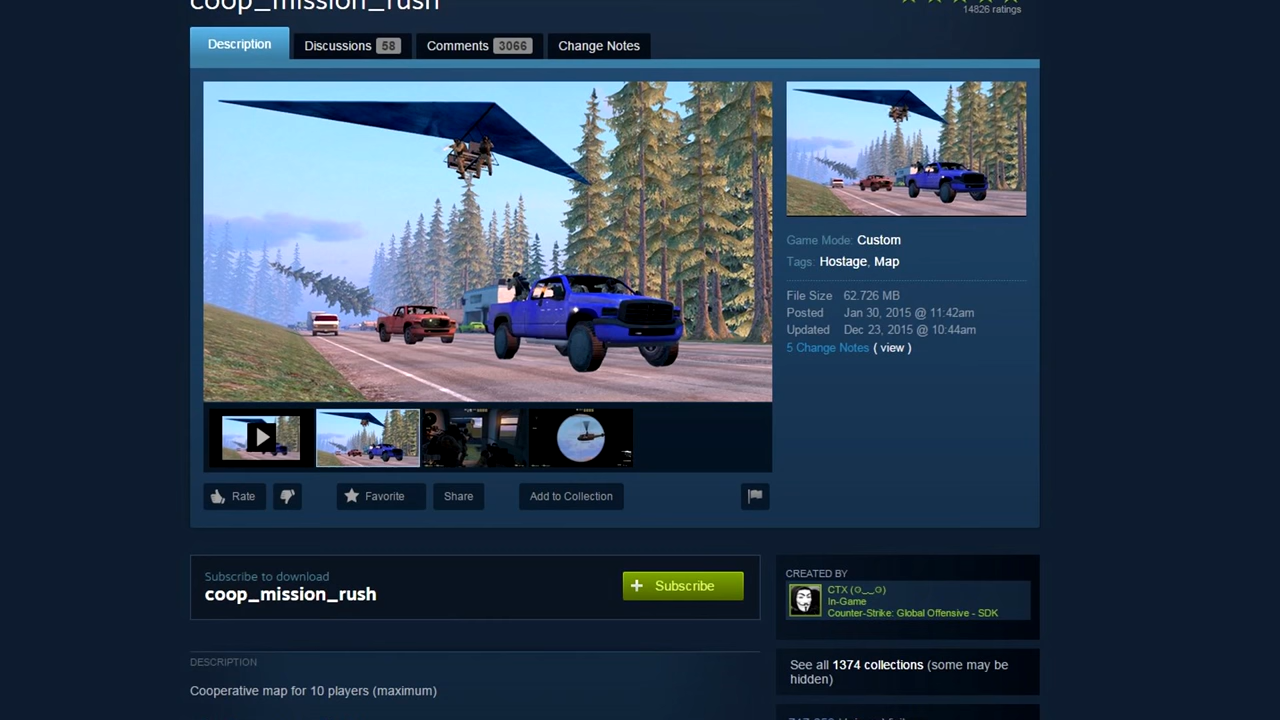 coop_mission_rush
14826 ratings
Description
Discussions 58
Comments 3066
Change Notes
Game Mode: Custom
Tags: Hostage, Map
File Size 62.726 MB
Posted Jan 30, 2015 @ 11:42am
Updated Dec 23, 2015 @ 10:44am
5 Change Notes ( view )
Rate
Favorite
Share
Add to Collection
Subscribe to download
coop_mission_rush
Subscribe
CREATED BY
CTX (ʘ‿ʘ)
In-Game
Counter-Strike: Global Offensive - SDK
See all 1374 collections (some may be
hidden)
DESCRIPTION
Cooperative map for 10 players (maximum)